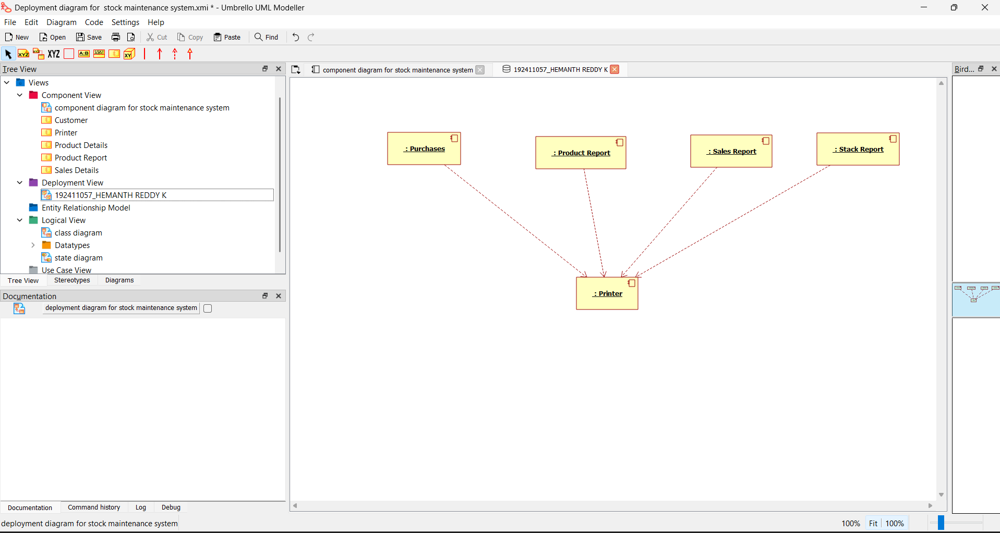 Deployment diagram for  stock maintenance system.xmi * - Umbrello UML Modeller
File Edit Diagram Code Settings Help
New Open Save Cut Copy Paste Find
XYZ XYZ XYZ A:B ABC XY
Tree View
component diagram for stock maintenance system
192411057_HEMANTH REDDY K
Bird...
Views
Component View
component diagram for stock maintenance system
Customer
Printer
Product Details
Product Report
Sales Details
Deployment View
192411057_HEMANTH REDDY K
Entity Relationship Model
Logical View
class diagram
Datatypes
state diagram
Use Case View
Tree View Stereotypes Diagrams
: Purchases
: Product Report
: Sales Report
: Stack Report
: Printer
Documentation
deployment diagram for stock maintenance system
Documentation Command history Log Debug
deployment diagram for stock maintenance system
100% Fit 100%